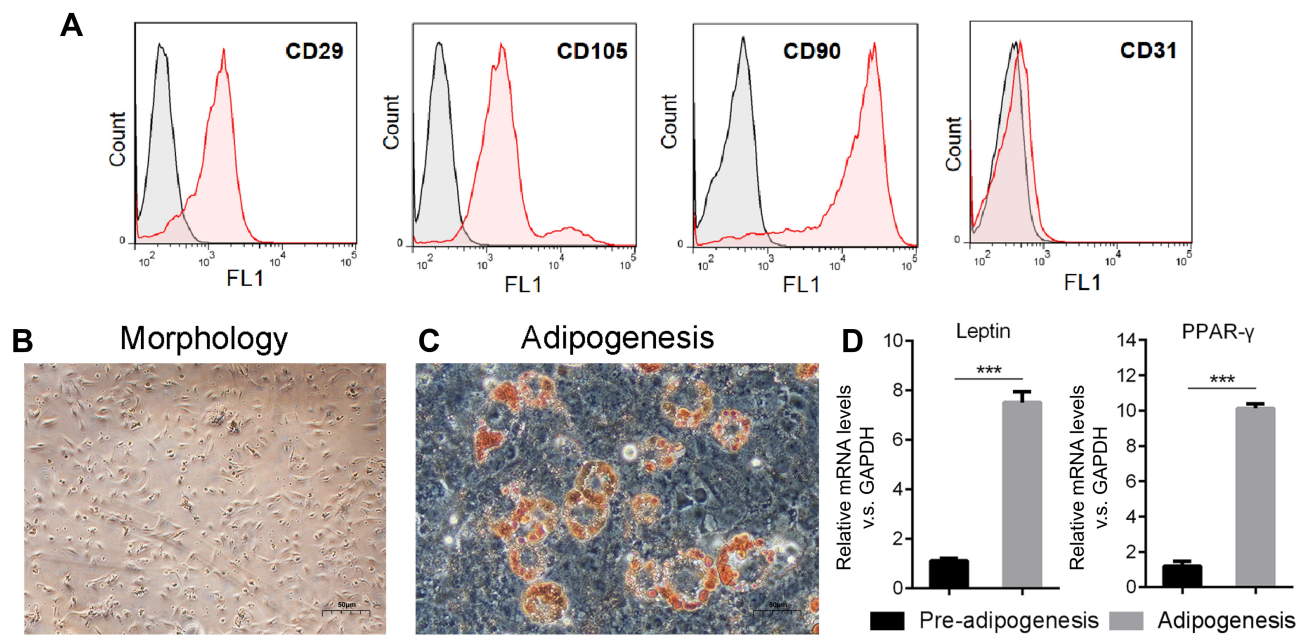 A
CD29
CD105
CD90
CD31
Count
Count
Count
Count
0
0
0
0
10² 10³ 10⁴ 10⁵
10² 10³ 10⁴ 10⁵
10² 10³ 10⁴ 10⁵
10² 10³ 10⁴ 10⁵
FL1
FL1
FL1
FL1
B
Morphology
50μm
C
Adipogenesis
50μm
D
Leptin
Relative mRNA levels
v.s. GAPDH
10
8
6
4
2
0
***
PPAR-γ
Relative mRNA levels
v.s. GAPDH
14
12
10
8
6
4
2
0
***
Pre-adipogenesis
Adipogenesis